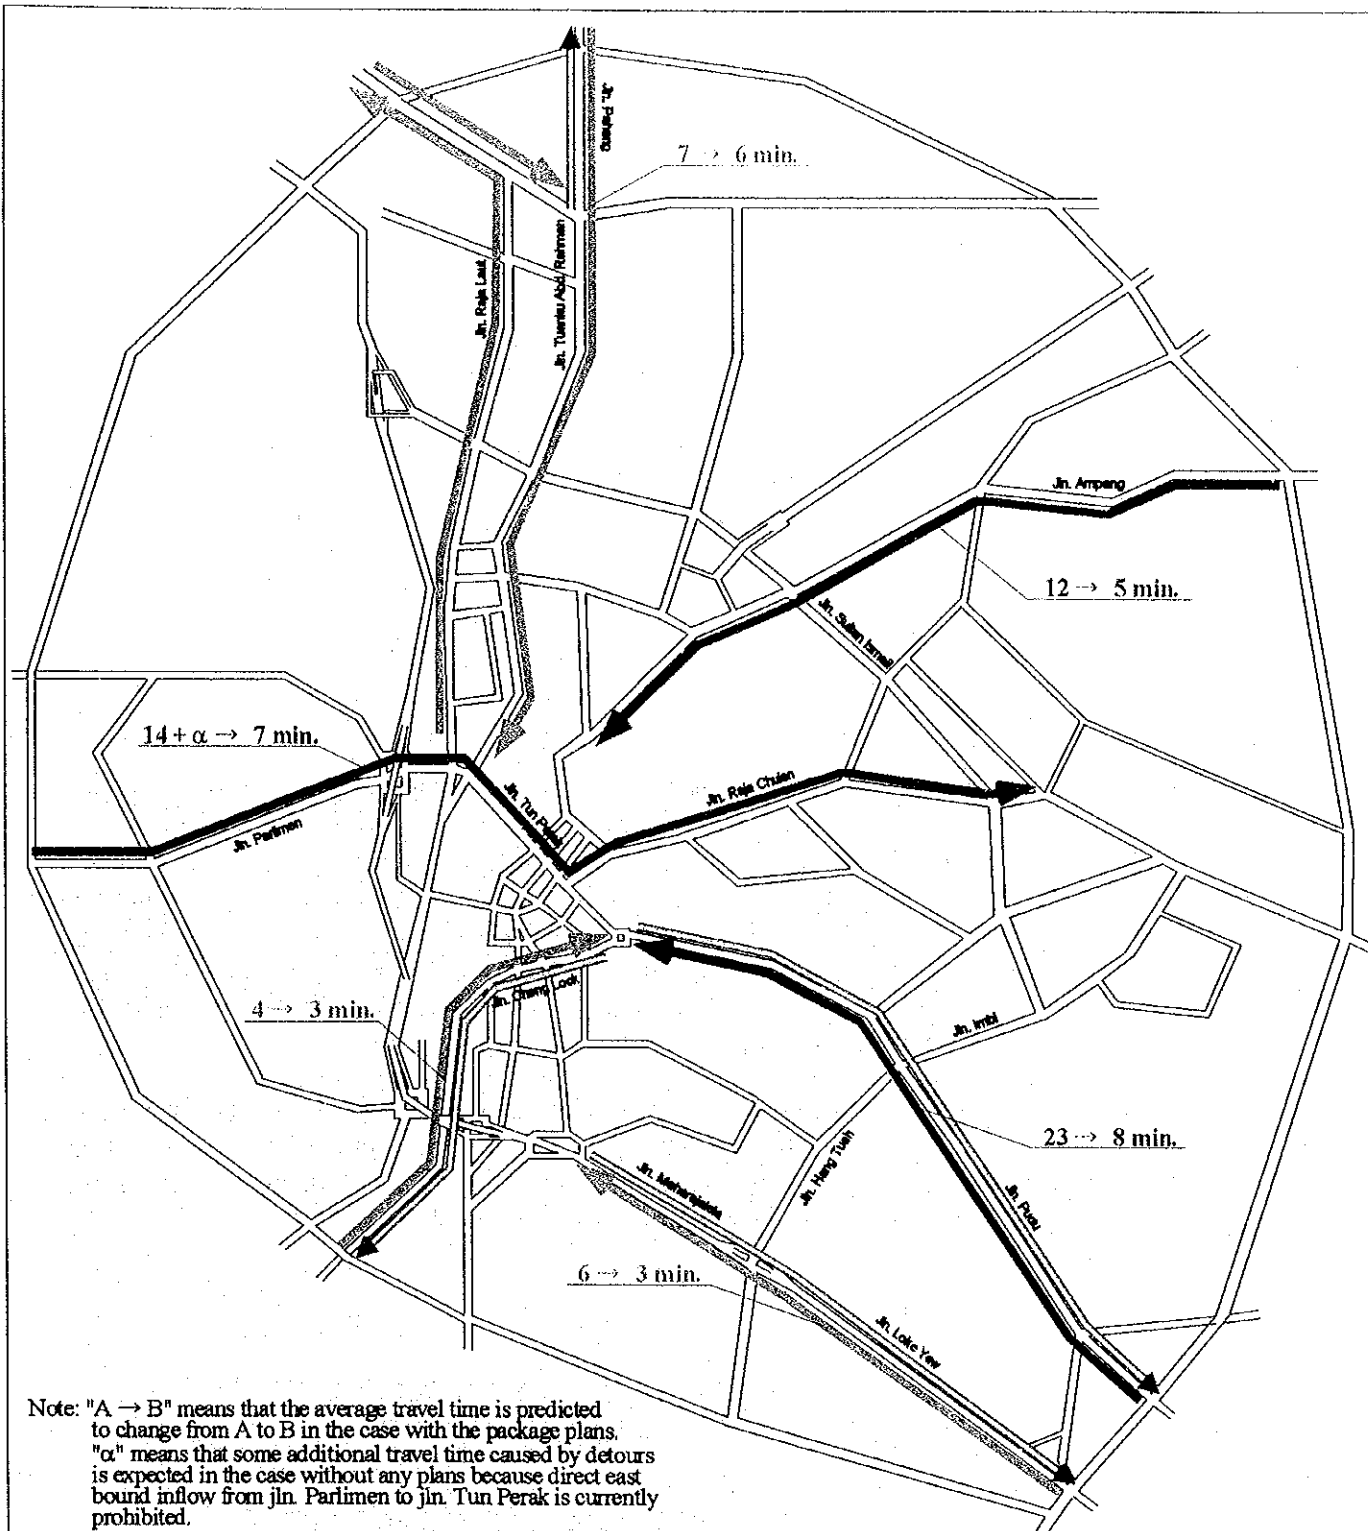 Jln. Pahang
7 → 6 min.
Jln. Raja Laut
Jln. Tuanku Abd. Rahman
Jln. Ampang
12 → 5 min.
Jln. Sultan Ismail
14 + α → 7 min.
Jln. Parlimen
Jln. Tun Perak
Jln. Raja Chulan
Jln. Cheng Lock
4 → 3 min.
Jln. Imbi
23 → 8 min.
Jln. Hang Tuah
Jln. Maharajalela
Jln. Pudu
6 → 3 min.
Jln. Loke Yew
Note: "A → B" means that the average travel time is predicted
to change from A to B in the case with the package plans.
"α" means that some additional travel time caused by detours
is expected in the case without any plans because direct east
bound inflow from jln. Parlimen to jln. Tun Perak is currently
prohibited.